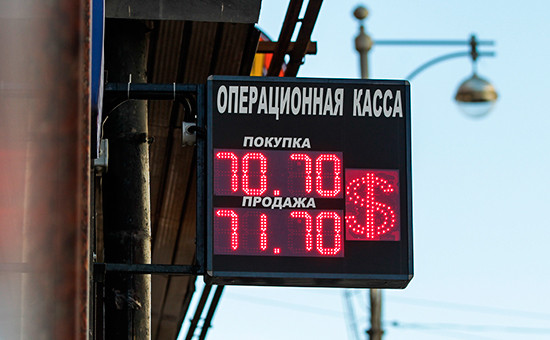 ОПЕРАЦИОННАЯ КАССА
ПОКУПКА
70.70
ПРОДАЖА
71.70
$